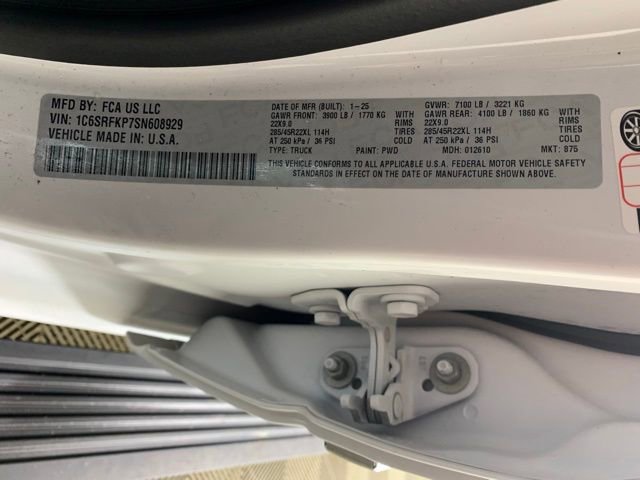 MFD BY: FCA US LLC
VIN: 1C6SRFKP7SN608929
VEHICLE MADE IN: U.S.A.
DATE OF MFR (BUILT): 1-25
GAWR FRONT: 3900 LB / 1770 KG
22X9.0 RIMS
285/45R22XL 114H TIRES
AT 250 kPa / 36 PSI COLD
TYPE: TRUCK PAINT: PWD
GVWR: 7100 LB / 3221 KG
GAWR REAR: 4100 LB / 1860 KG
22X9.0 RIMS
285/45R22XL 114H TIRES
AT 250 kPa / 36 PSI COLD
MDH: 012610 MKT: 875
THIS VEHICLE CONFORMS TO ALL APPLICABLE U.S.A. FEDERAL MOTOR VEHICLE SAFETY
STANDARDS IN EFFECT ON THE DATE OF MANUFACTURE SHOWN ABOVE.